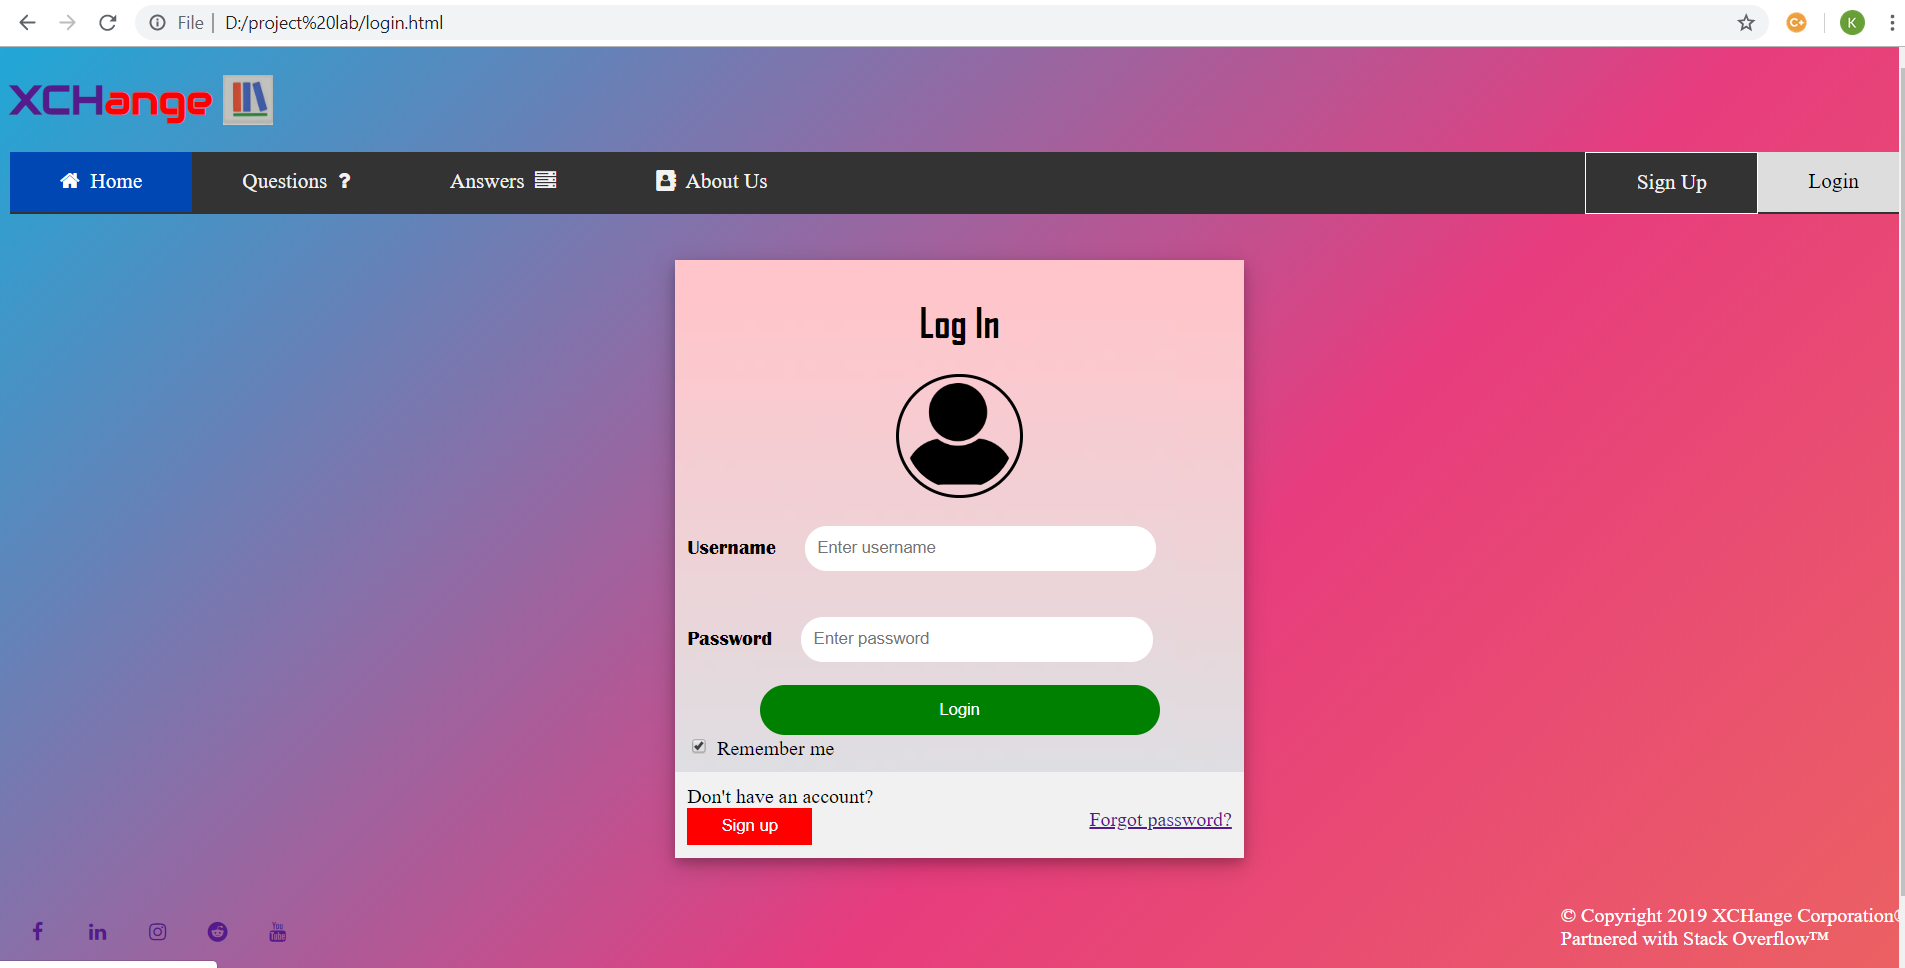 File | D:/project%20lab/login.html
C+
K
XCHange
Home
Questions ?
Answers
About Us
Sign Up
Login
Log In
Username
Enter username
Password
Enter password
Login
Remember me
Don't have an account?
Sign up
Forgot password?
You
Tube
© Copyright 2019 XCHange Corporation®
Partnered with Stack Overflow™